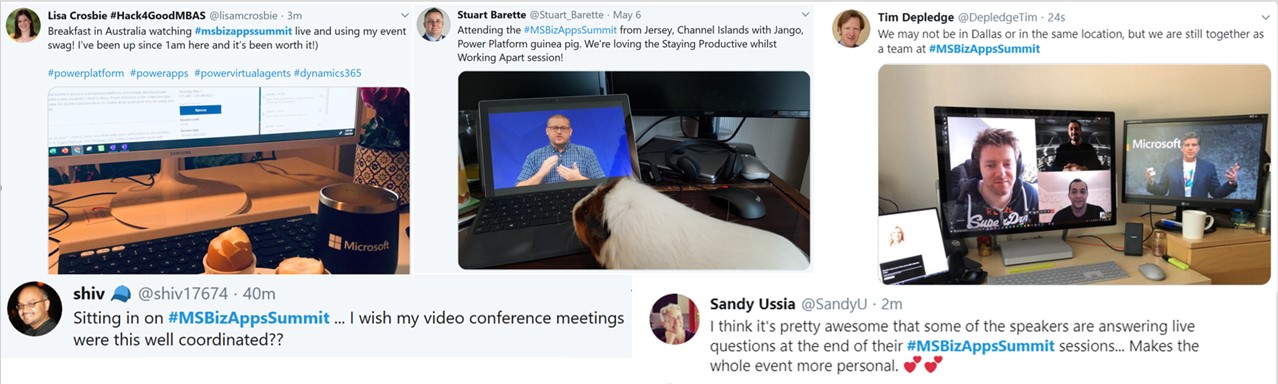 Lisa Crosbie #Hack4GoodMBAS @lisamcrosbie · 3m
Breakfast in Australia watching #msbizappssummit live and using my event
swag! I've been up since 1am here and it's been worth it!)
#powerplatform #powerapps #powervirtualagents #dynamics365
SAMSUNG
Microsoft
Stuart Barette @Stuart_Barette · May 6
Attending the #MSBizAppsSummit from Jersey, Channel Islands with Jango,
Power Platform guinea pig. We're loving the Staying Productive whilst
Working Apart session!
Tim Depledge @DepledgeTim · 24s
We may not be in Dallas or in the same location, but we are still together as
a team at #MSBizAppsSummit
Microsoft
shiv 🧢 @shiv17674 · 40m
Sitting in on #MSBizAppsSummit ... I wish my video conference meetings
were this well coordinated??
Sandy Ussia @SandyU · 2m
I think it's pretty awesome that some of the speakers are answering live
questions at the end of their #MSBizAppsSummit sessions... Makes the
whole event more personal. 💕💕